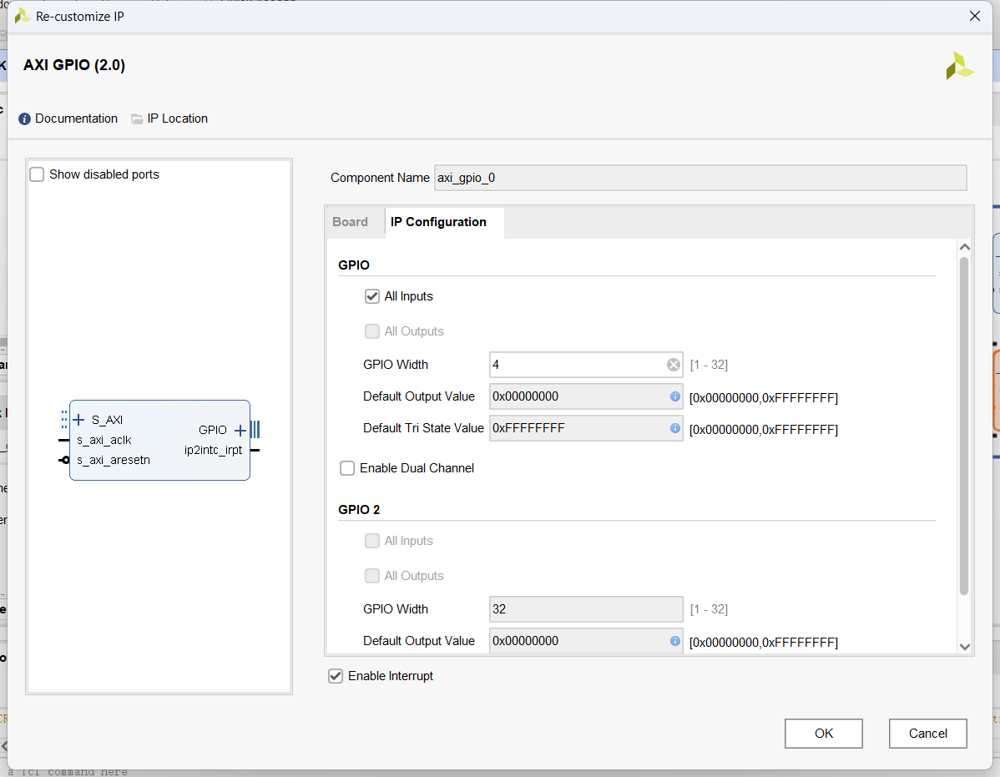 Re-customize IP
AXI GPIO (2.0)
Documentation IP Location
Show disabled ports
S_AXI
s_axi_aclk
s_axi_aresetn
GPIO
ip2intc_irpt
Component Name axi_gpio_0
Board IP Configuration
GPIO
All Inputs
All Outputs
GPIO Width 4 [1 - 32]
Default Output Value 0x00000000 [0x00000000,0xFFFFFFFF]
Default Tri State Value 0xFFFFFFFF [0x00000000,0xFFFFFFFF]
Enable Dual Channel
GPIO 2
All Inputs
All Outputs
GPIO Width 32 [1 - 32]
Default Output Value 0x00000000 [0x00000000,0xFFFFFFFF]
Enable Interrupt
OK Cancel
a Tcl command here